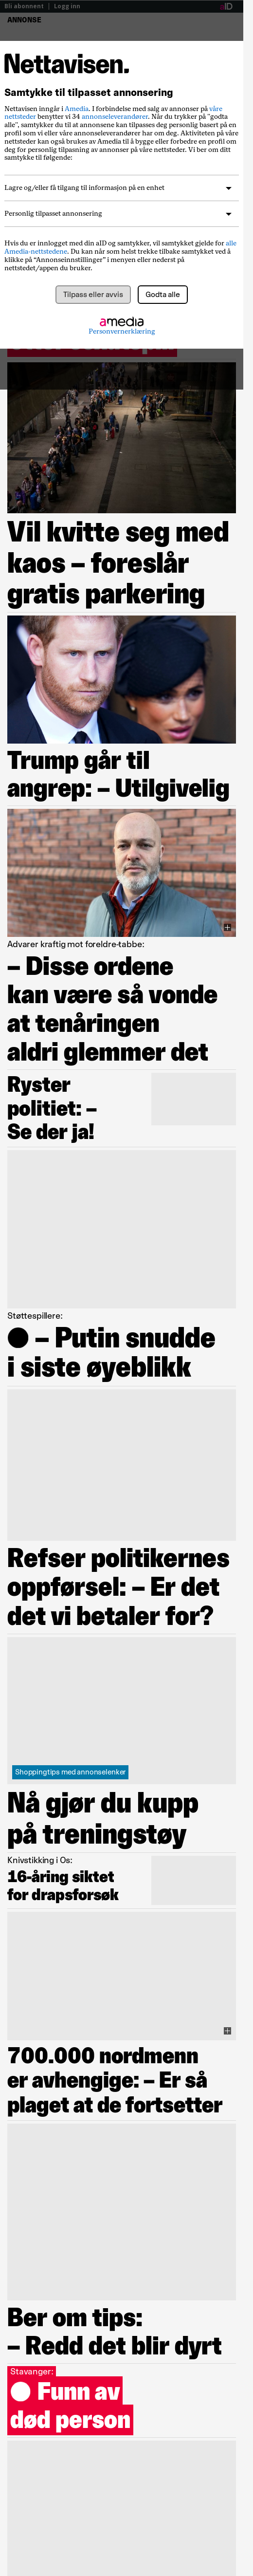 Bli abonnent | Logg inn
aID
ANNONSE
Nettavisen.
Samtykke til tilpasset annonsering
Nettavisen inngår i Amedia. I forbindelse med salg av annonser på våre
nettsteder benytter vi 34 annonseleverandører. Når du trykker på "godta
alle", samtykker du til at annonsene kan tilpasses deg personlig basert på en
profil som vi eller våre annonseleverandører har om deg. Aktiviteten på våre
nettsteder kan også brukes av Amedia til å bygge eller forbedre en profil om
deg for personlig tilpasning av annonser på våre nettsteder. Vi ber om ditt
samtykke til følgende:
Lagre og/eller få tilgang til informasjon på en enhet
Personlig tilpasset annonsering
Hvis du er innlogget med din aID og samtykker, vil samtykket gjelde for alle
Amedia-nettstedene. Du kan når som helst trekke tilbake samtykket ved å
klikke på “Annonseinnstillinger” i menyen eller nederst på
nettstedet/appen du bruker.
Tilpass eller avvis
Godta alle
amedia
Personvernerklæring
Vil kvitte seg med
kaos – foreslår
gratis parkering
Trump går til
angrep: – Utilgivelig
Advarer kraftig mot foreldre-tabbe:
– Disse ordene
kan være så vonde
at tenåringen
aldri glemmer det
Ryster
politiet: –
Se der ja!
Støttespillere:
● – Putin snudde
i siste øyeblikk
Refser politikernes
oppførsel: – Er det
det vi betaler for?
Shoppingtips med annonselenker
Nå gjør du kupp
på treningstøy
Knivstikking i Os:
16-åring siktet
for drapsforsøk
700.000 nordmenn
er avhengige: – Er så
plaget at de fortsetter
Ber om tips:
– Redd det blir dyrt
Stavanger:
● Funn av
død person